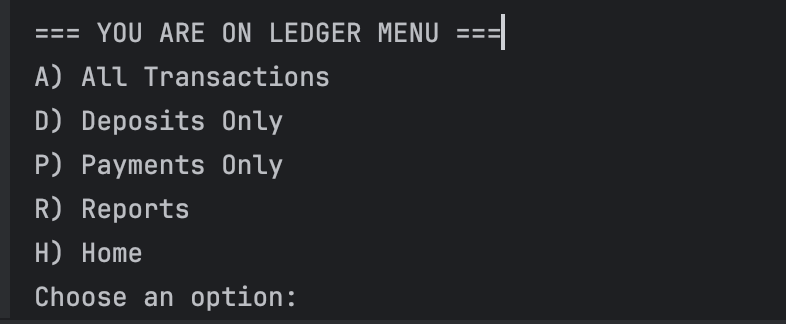 === YOU ARE ON LEDGER MENU ===
A) All Transactions
D) Deposits Only
P) Payments Only
R) Reports
H) Home
Choose an option: